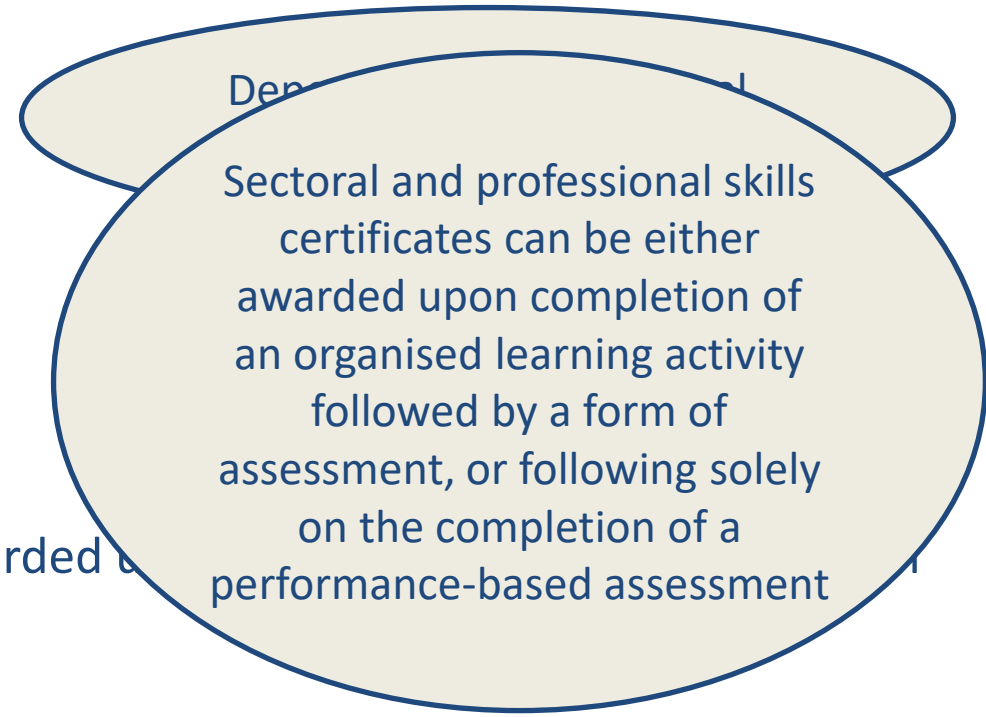 Sectoral and professional skills
certificates can be either
awarded upon completion of
an organised learning activity
followed by a form of
assessment, or following solely
on the completion of a
performance-based assessment